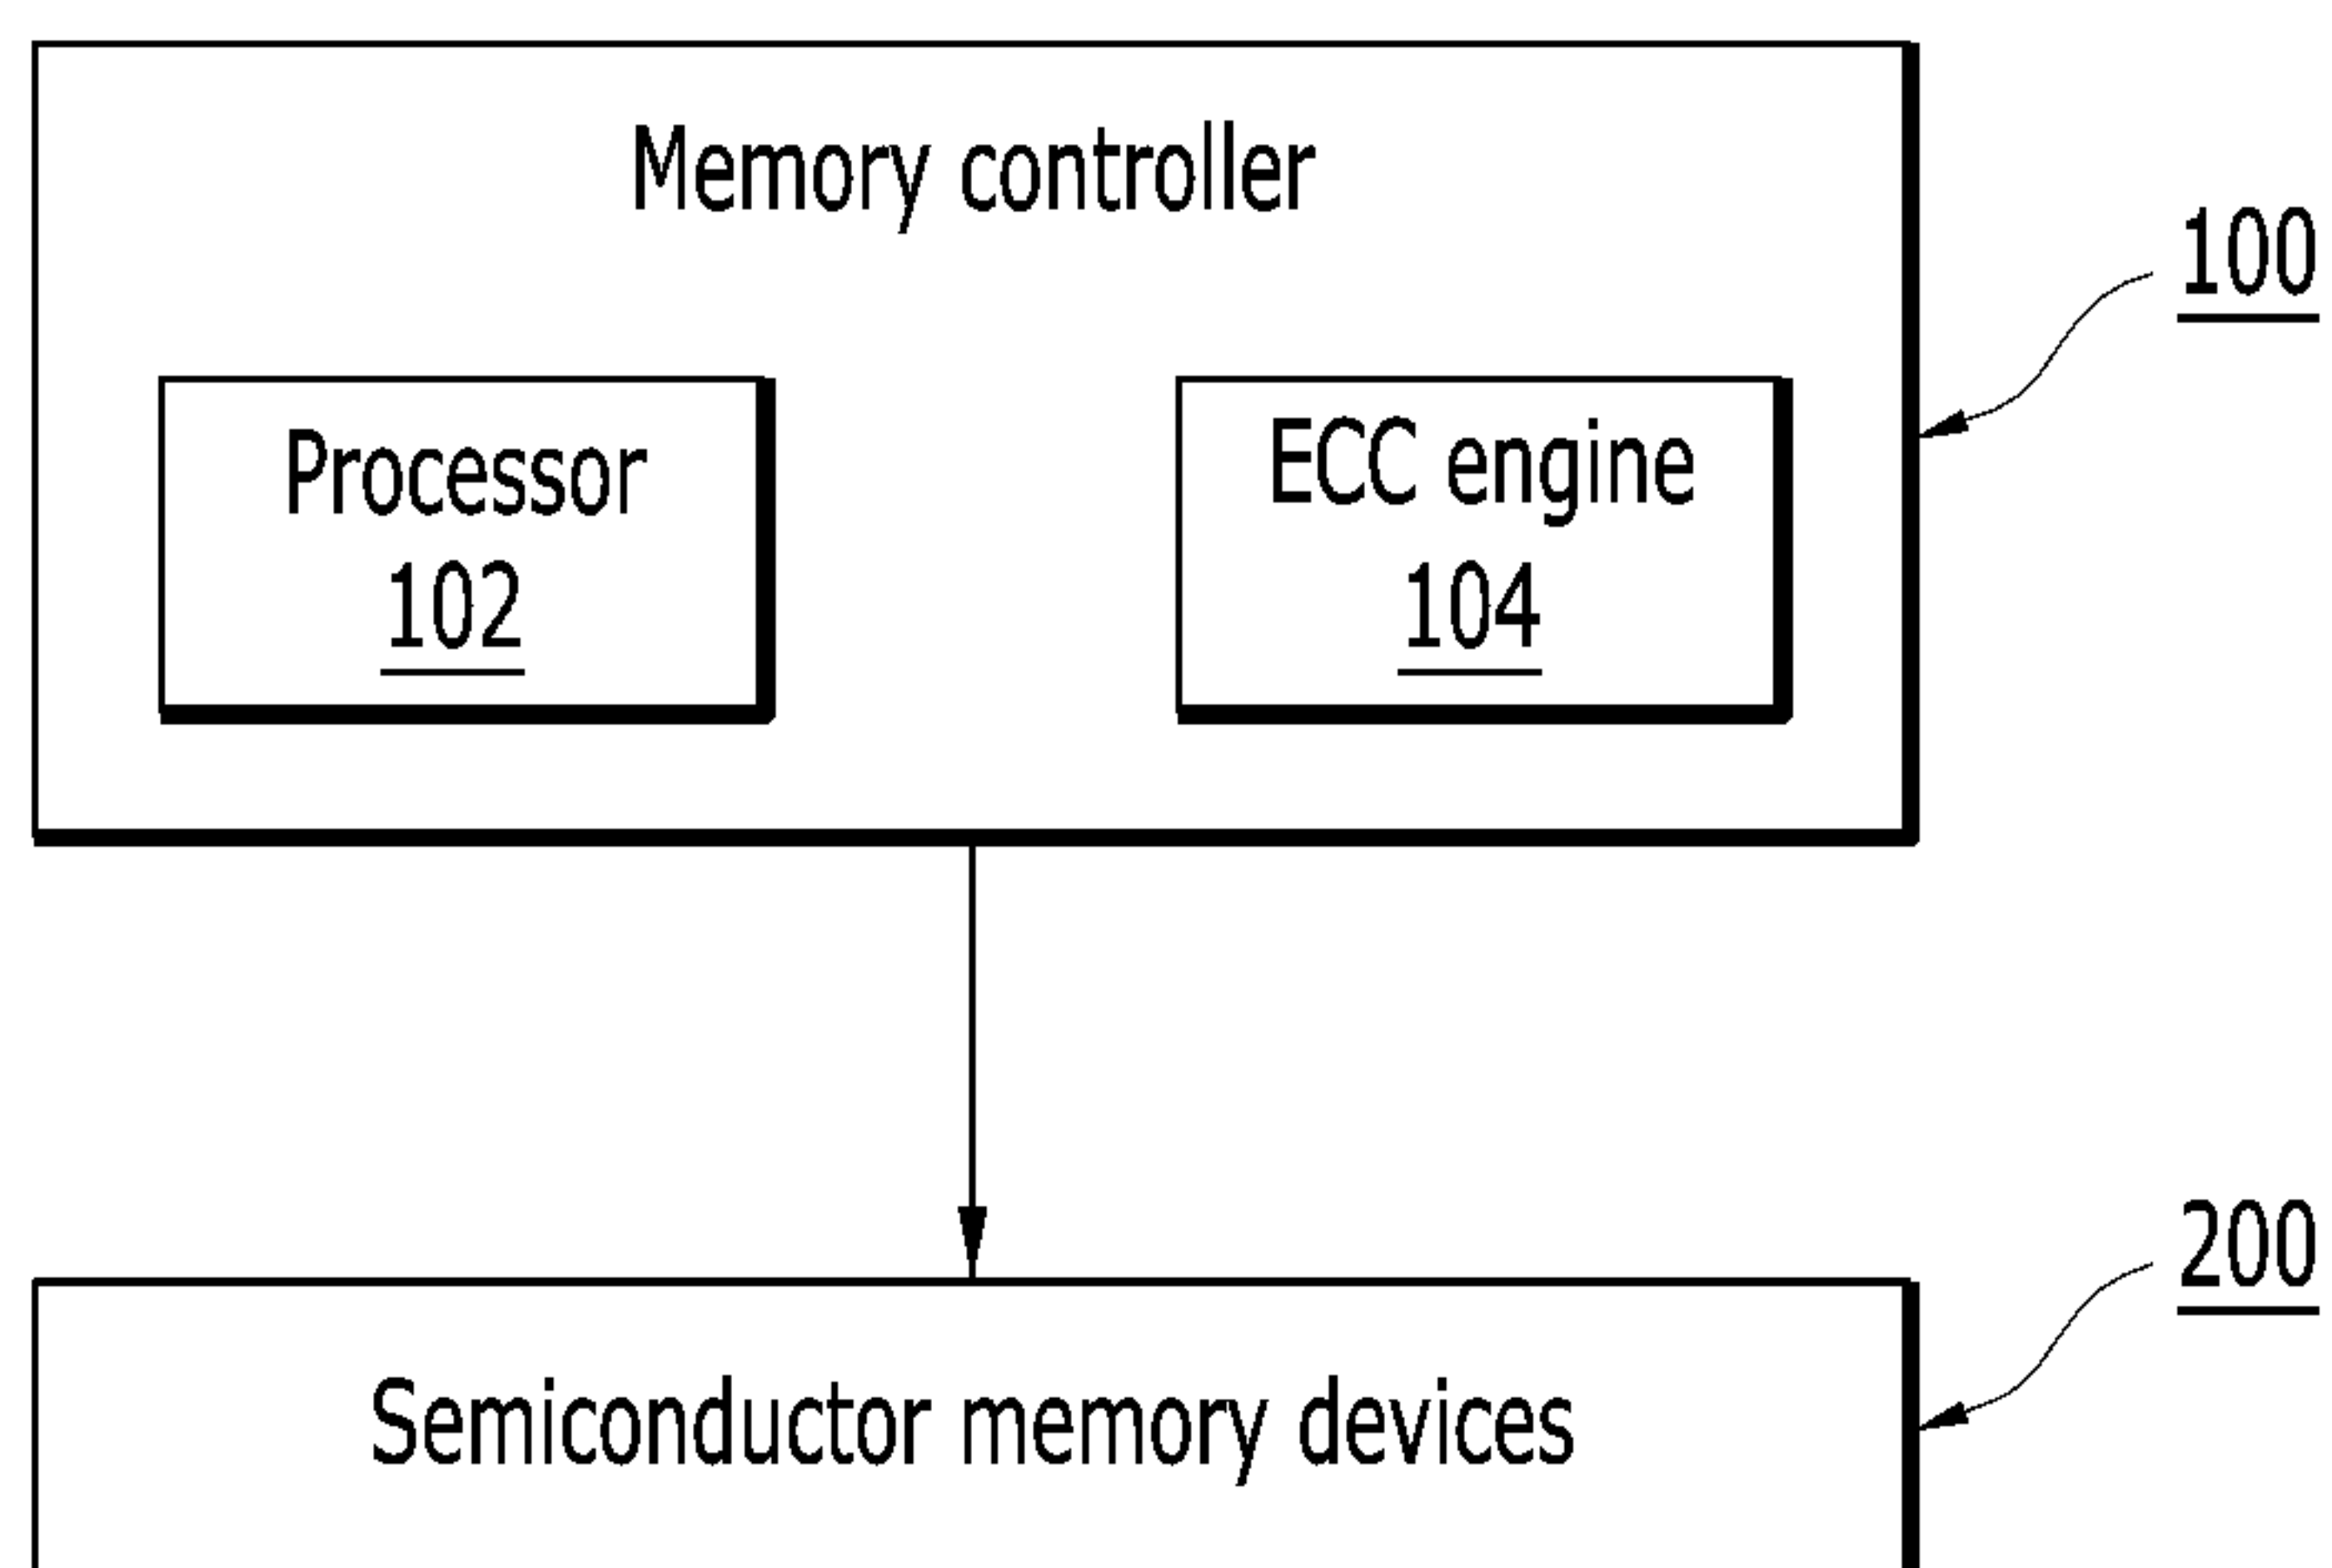 Memory controller
100
Processor
102
ECC engine
104
200
Semiconductor memory devices